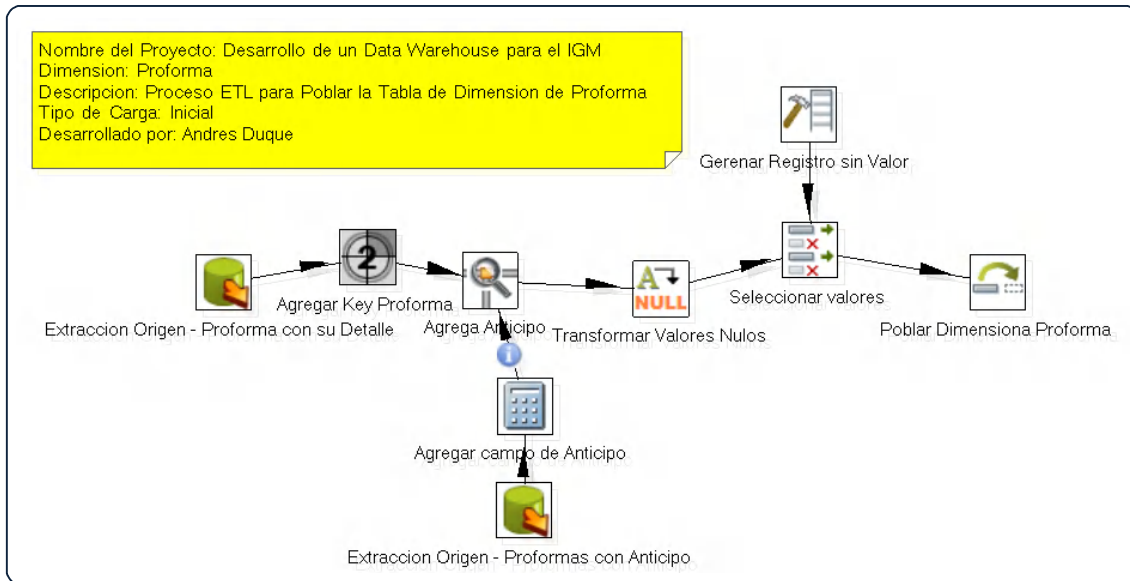 Nombre del Proyecto: Desarrollo de un Data Warehouse para el IGM
Dimension: Proforma
Descripcion: Proceso ETL para Poblar la Tabla de Dimension de Proforma
Tipo de Carga: Inicial
Desarrollado por: Andres Duque
Gerenar Registro sin Valor
2
Agregar Key Proforma
Extraccion Origen - Proforma con su Detalle
Agrega Anticipo
A
NULL
Transformar Valores Nulos
Seleccionar valores
Poblar Dimensiona Proforma
i
Agregar campo de Anticipo
Extraccion Origen - Proformas con Anticipo